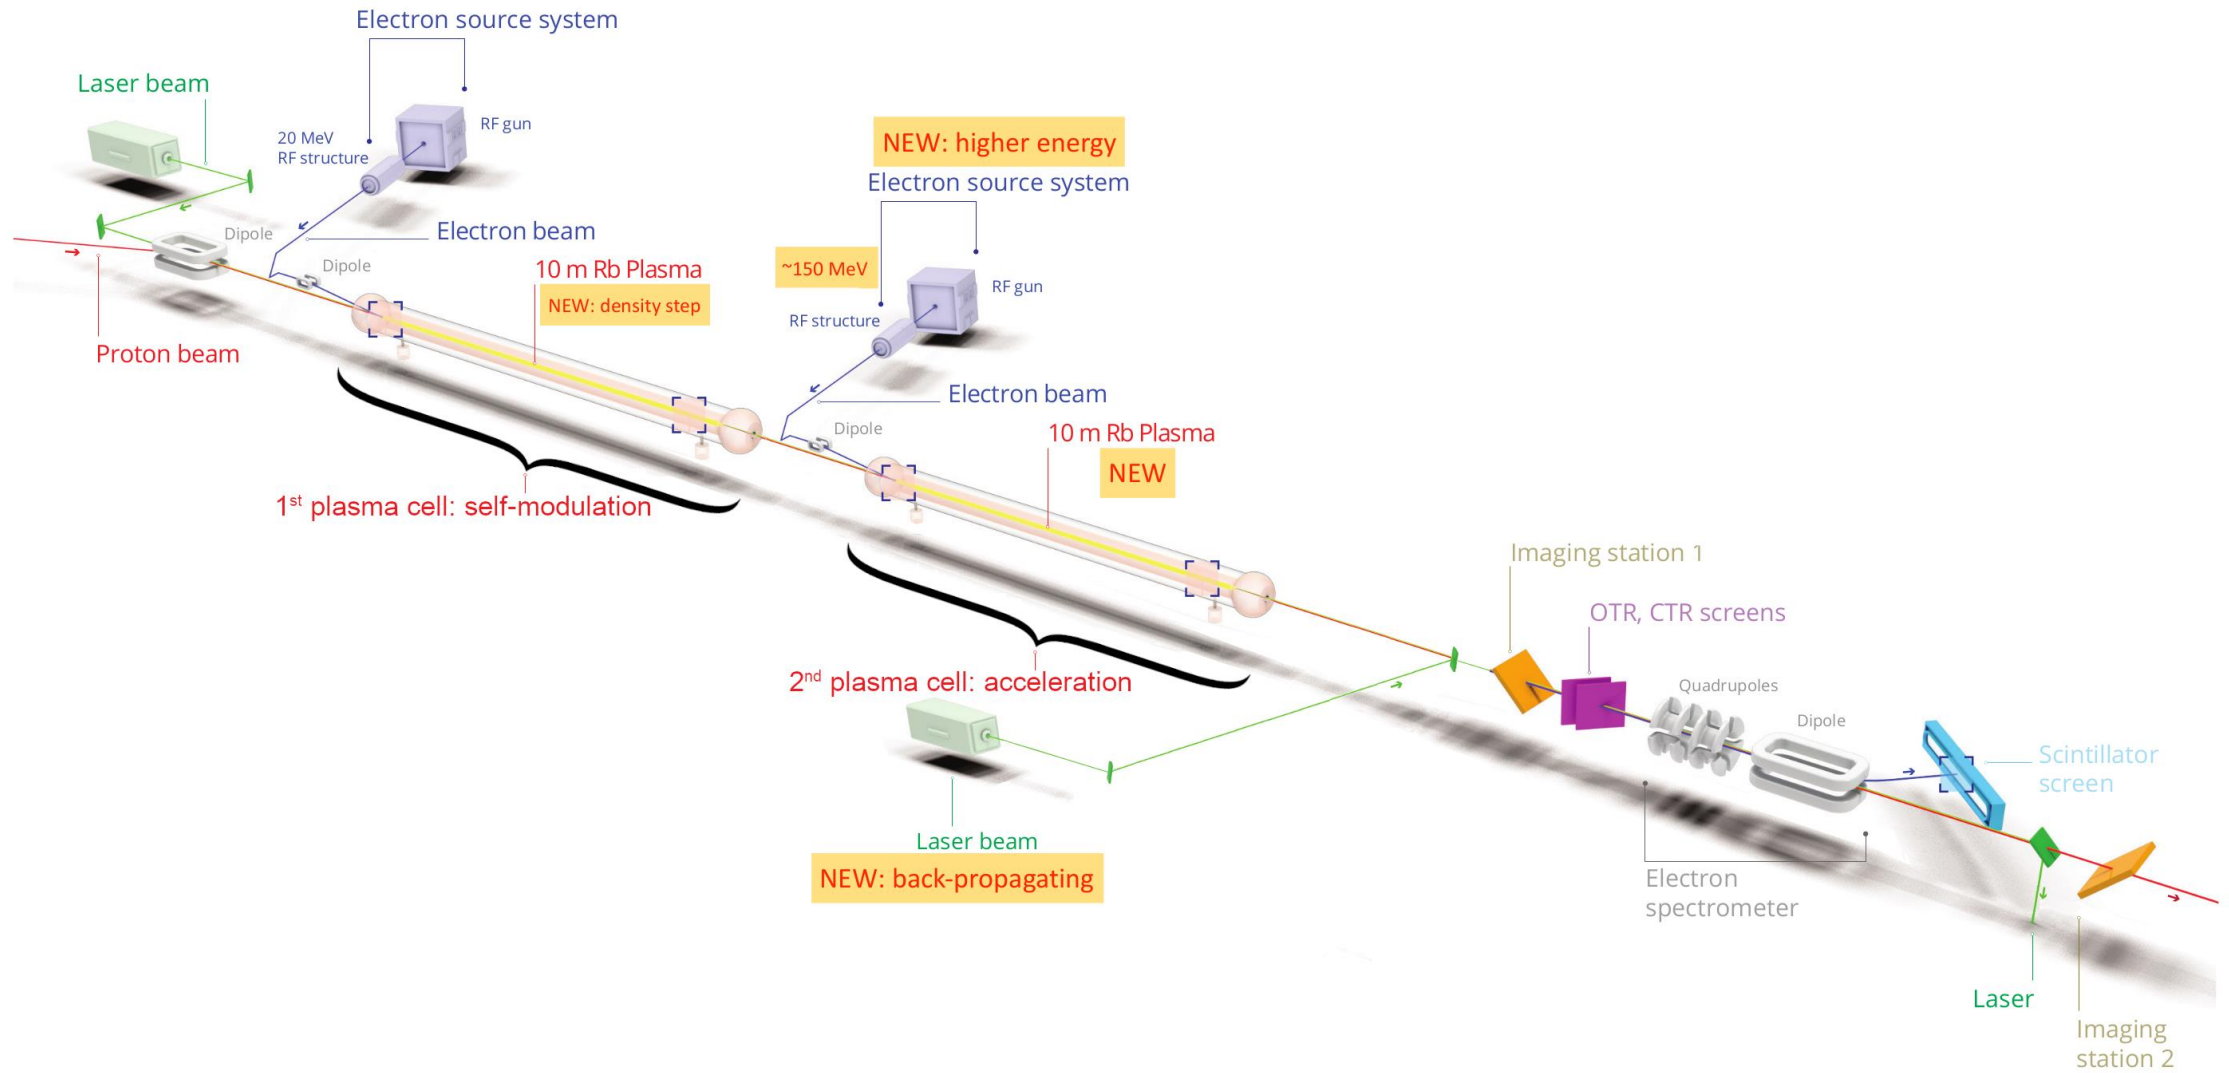 Electron source system
Laser beam
RF gun
20 MeV
RF structure
NEW: higher energy
Electron source system
Dipole
Electron beam
Dipole
10 m Rb Plasma
~150 MeV
RF gun
NEW: density step
RF structure
Proton beam
Electron beam
Dipole
10 m Rb Plasma
NEW
1st plasma cell: self-modulation
Imaging station 1
OTR, CTR screens
2nd plasma cell: acceleration
Quadrupoles
Dipole
Scintillator
screen
Laser beam
NEW: back-propagating
Electron
spectrometer
Laser
Imaging
station 2